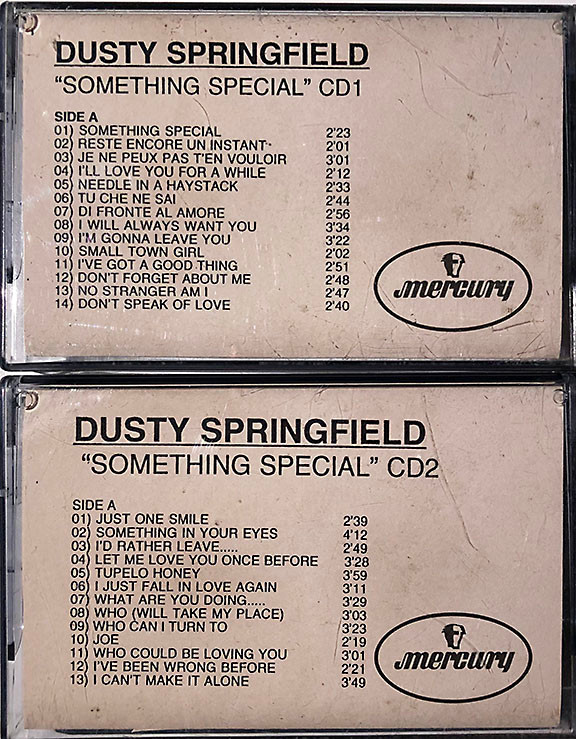 DUSTY SPRINGFIELD
“SOMETHING SPECIAL” CD1
SIDE A
01) SOMETHING SPECIAL 2'23
02) RESTE ENCORE UN INSTANT 2'01
03) JE NE PEUX PAS T'EN VOULOIR 3'01
04) I'LL LOVE YOU FOR A WHILE 2'12
05) NEEDLE IN A HAYSTACK 2'33
06) TU CHE NE SAI 2'44
07) DI FRONTE AL AMORE 2'56
08) I WILL ALWAYS WANT YOU 3'34
09) I'M GONNA LEAVE YOU 3'22
10) SMALL TOWN GIRL 2'02
11) I'VE GOT A GOOD THING 2'51
12) DON'T FORGET ABOUT ME 2'48
13) NO STRANGER AM I 2'47
14) DON'T SPEAK OF LOVE 2'40
mercury
DUSTY SPRINGFIELD
“SOMETHING SPECIAL” CD2
SIDE A
01) JUST ONE SMILE 2'39
02) SOMETHING IN YOUR EYES 4'12
03) I'D RATHER LEAVE..... 2'49
04) LET ME LOVE YOU ONCE BEFORE 3'28
05) TUPELO HONEY 3'59
06) I JUST FALL IN LOVE AGAIN 3'11
07) WHAT ARE YOU DOING..... 3'29
08) WHO (WILL TAKE MY PLACE) 3'03
09) WHO CAN I TURN TO 3'23
10) JOE 2'19
11) WHO COULD BE LOVING YOU 3'01
12) I'VE BEEN WRONG BEFORE 2'21
13) I CAN'T MAKE IT ALONE 3'49
mercury